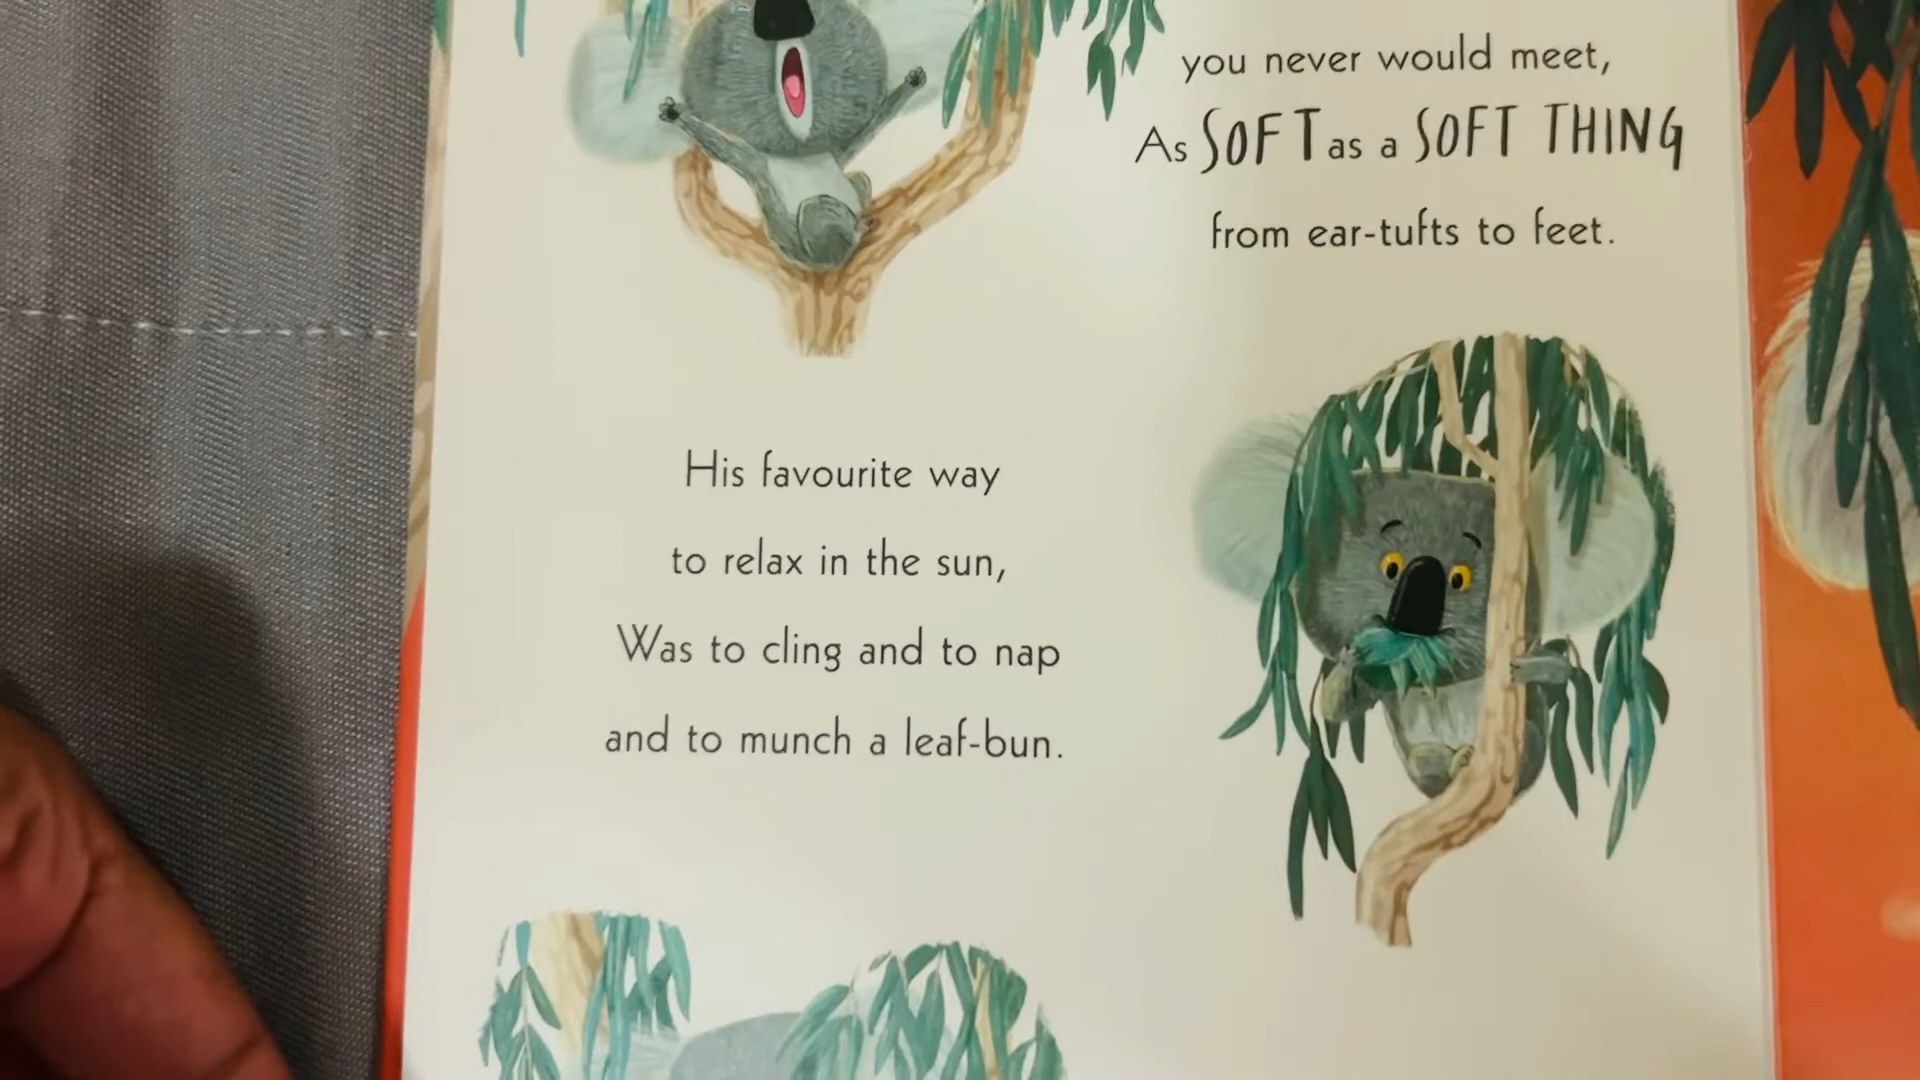 you never would meet,
As SOFT as a SOFT THING
from ear-tufts to feet.
His favourite way
to relax in the sun,
Was to cling and to nap
and to munch a leaf-bun.